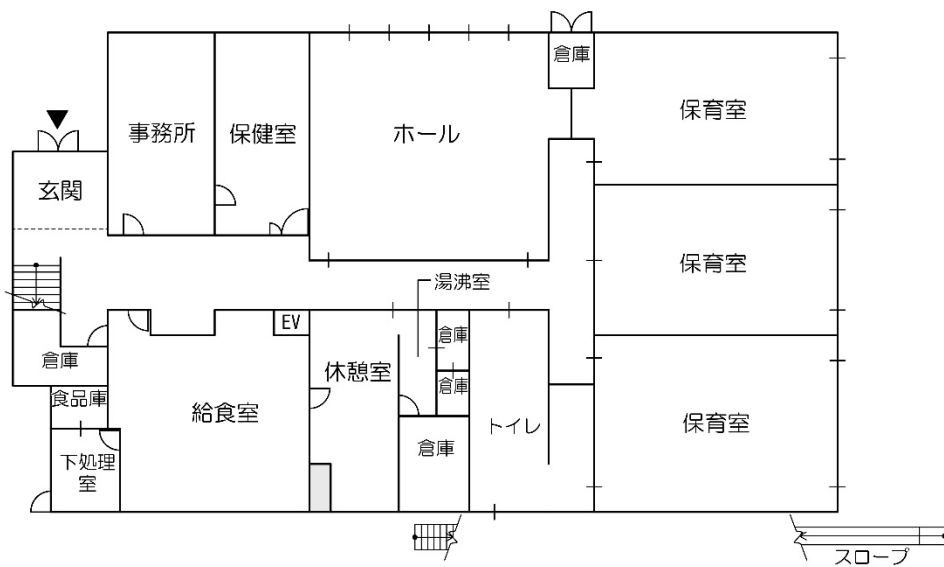 倉庫
事務所
保健室
ホール
保育室
玄関
保育室
湯沸室
EV
倉庫
倉庫
休憩室
倉庫
食品庫
給食室
倉庫
トイレ
保育室
下処理
室
スロープ